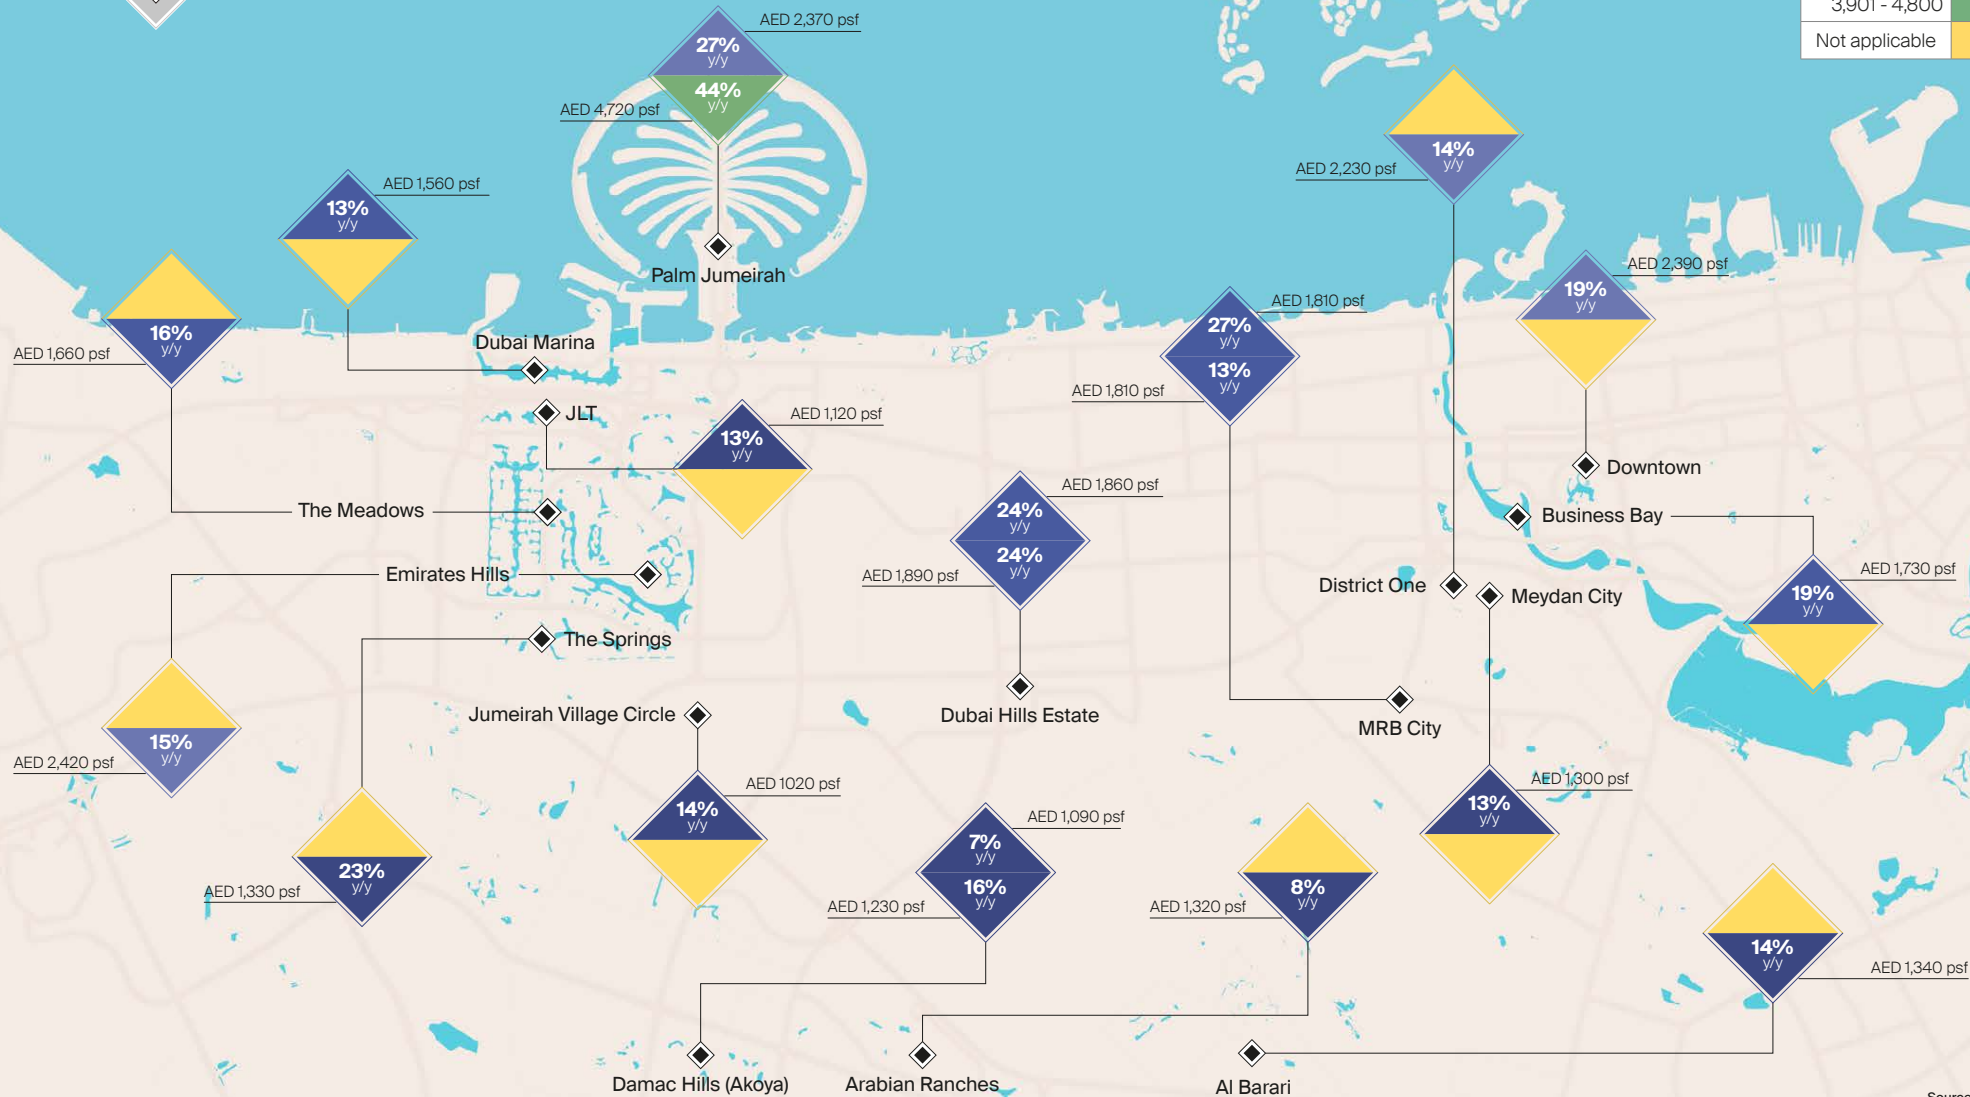 3,901 - 4,800
Not applicable
AED 2,370 psf
27%
y/y
44%
y/y
AED 4,720 psf
Palm Jumeirah
14%
y/y
AED 2,230 psf
AED 1,560 psf
13%
y/y
16%
y/y
AED 1,660 psf
Dubai Marina
JLT
AED 1,120 psf
13%
y/y
AED 1,810 psf
27%
y/y
13%
y/y
AED 1,810 psf
AED 2,390 psf
19%
y/y
Downtown
Business Bay
AED 1,730 psf
19%
y/y
The Meadows
Emirates Hills
The Springs
AED 1,860 psf
24%
y/y
24%
y/y
AED 1,890 psf
Dubai Hills Estate
District One
Meydan City
MRB City
15%
y/y
AED 2,420 psf
Jumeirah Village Circle
AED 1020 psf
14%
y/y
23%
y/y
AED 1,330 psf
AED 1,090 psf
7%
y/y
16%
y/y
AED 1,230 psf
8%
y/y
AED 1,320 psf
AED 1,300 psf
13%
y/y
14%
y/y
AED 1,340 psf
Damac Hills (Akoya)
Arabian Ranches
Al Barari